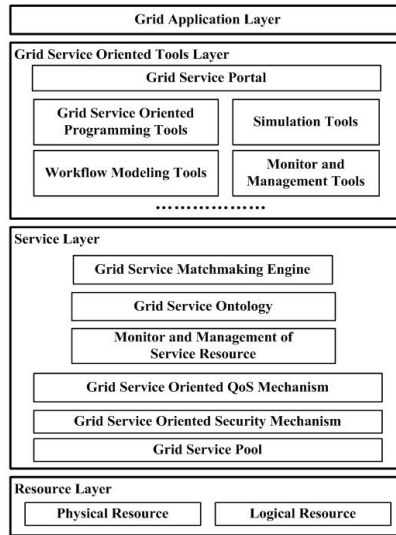 Grid Application Layer
Grid Service Oriented Tools Layer
Grid Service Portal
Grid Service Oriented
Programming Tools
Simulation Tools
Workflow Modeling Tools
Monitor and
Management Tools
…………………
Service Layer
Grid Service Matchmaking Engine
Grid Service Ontology
Monitor and Management of
Service Resource
Grid Service Oriented QoS Mechanism
Grid Service Oriented Security Mechanism
Grid Service Pool
Resource Layer
Physical Resource
Logical Resource